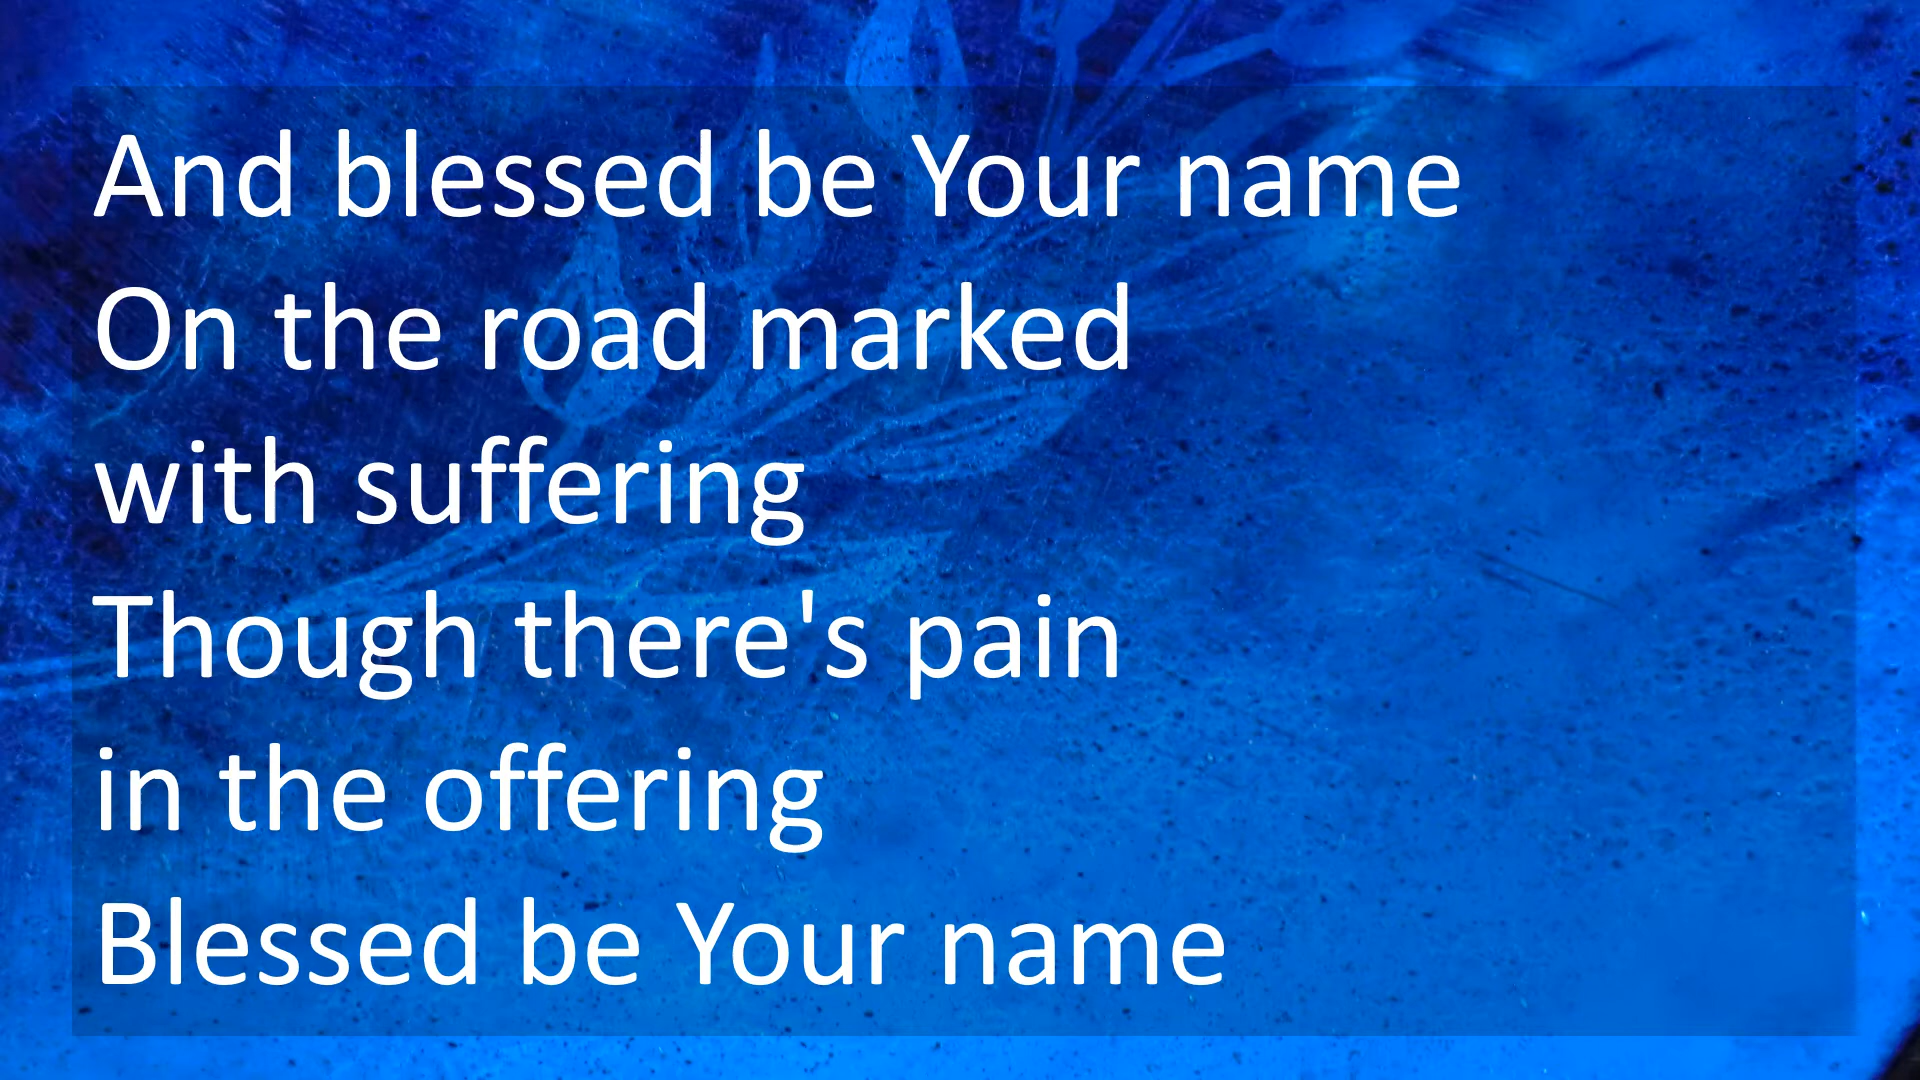 And blessed be Your name
On the road marked
with suffering
Though there's pain
in the offering
Blessed be Your name